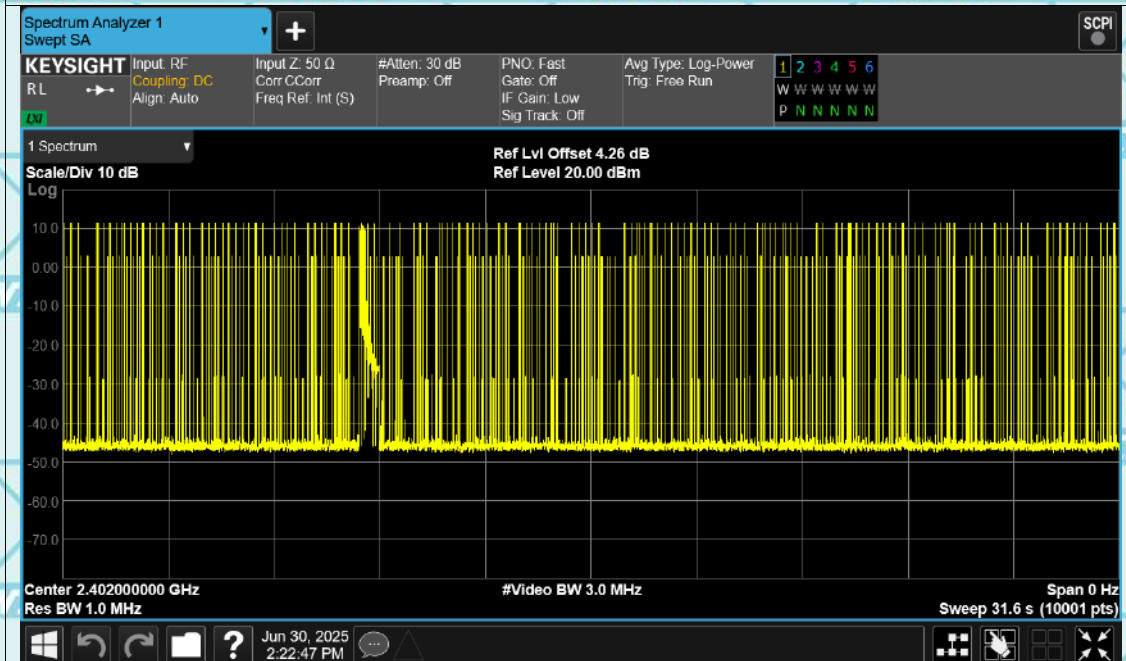 Spectrum Analyzer 1
Swept SA
+
SCPI
KEYSIGHT
RL
LXI
Input: RF
Coupling: DC
Align: Auto
Input Z: 50 Ω
Corr CCorr
Freq Ref: Int (S)
#Atten: 30 dB
Preamp: Off
PNO: Fast
Gate: Off
IF Gain: Low
Sig Track: Off
Avg Type: Log-Power
Trig: Free Run
1 2 3 4 5 6
W W W W W W
P N N N N N
1 Spectrum
Scale/Div 10 dB
Ref Lvl Offset 4.26 dB
Ref Level 20.00 dBm
Log
10.0
0.00
-10.0
-20.0
-30.0
-40.0
-50.0
-60.0
-70.0
Center 2.402000000 GHz
#Video BW 3.0 MHz
Span 0 Hz
Res BW 1.0 MHz
Sweep 31.6 s (10001 pts)
?
Jun 30, 2025
2:22:47 PM